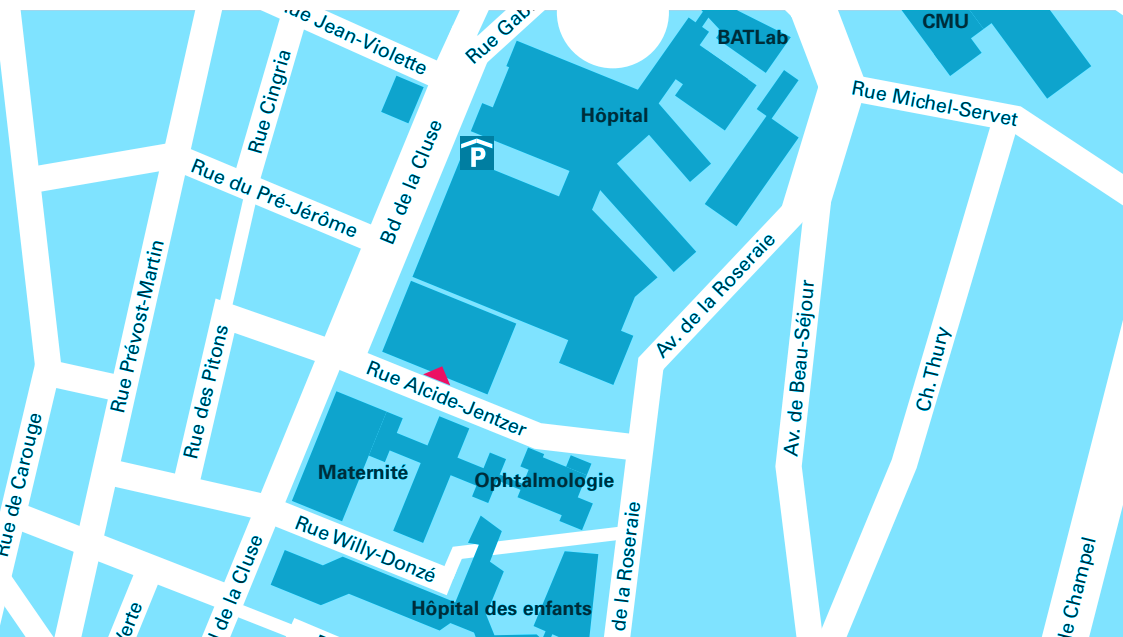 ue Jean-Violette
Rue Gab
BATLab
CMU
Rue Cingria
Hôpital
Rue Michel-Servet
P
Bd de la Cluse
Rue du Pré-Jérôme
Av. de la Roseraie
Rue Prévost-Martin
Av. de Beau-Séjour
Ch. Thury
Rue des Pitons
Rue Alcide-Jentzer
Maternité
Ophtalmologie
Rue de Carouge
Rue Willy-Donzé
de la Roseraie
d de la Cluse
Hôpital des enfants
de Champel
Verte